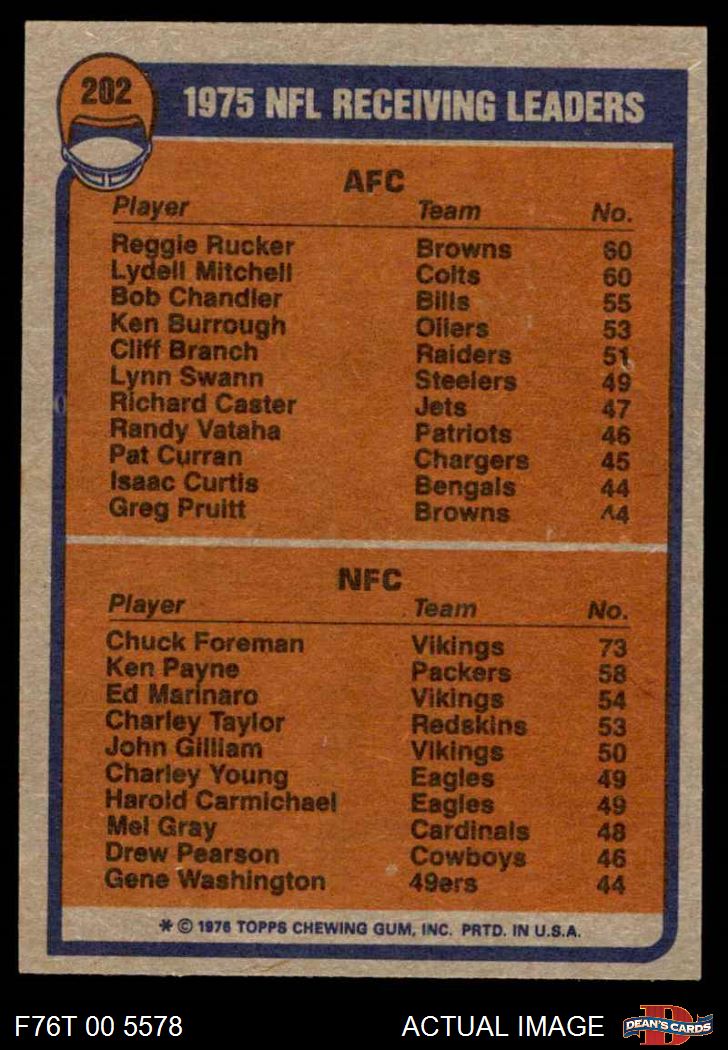 202
1975 NFL RECEIVING LEADERS
AFC
Player Team No.
Reggie Rucker Browns 60
Lydell Mitchell Colts 60
Bob Chandler Bills 55
Ken Burrough Oilers 53
Cliff Branch Raiders 51
Lynn Swann Steelers 49
Richard Caster Jets 47
Randy Vataha Patriots 46
Pat Curran Chargers 45
Isaac Curtis Bengals 44
Greg Pruitt Browns 44
NFC
Player Team No.
Chuck Foreman Vikings 73
Ken Payne Packers 58
Ed Marinaro Vikings 54
Charley Taylor Redskins 53
John Gilliam Vikings 50
Charley Young Eagles 49
Harold Carmichael Eagles 49
Mel Gray Cardinals 48
Drew Pearson Cowboys 46
Gene Washington 49ers 44
* © 1976 TOPPS CHEWING GUM, INC. PRTD. IN U.S.A.
F76T 00 5578 ACTUAL IMAGE D DEAN'S CARDS